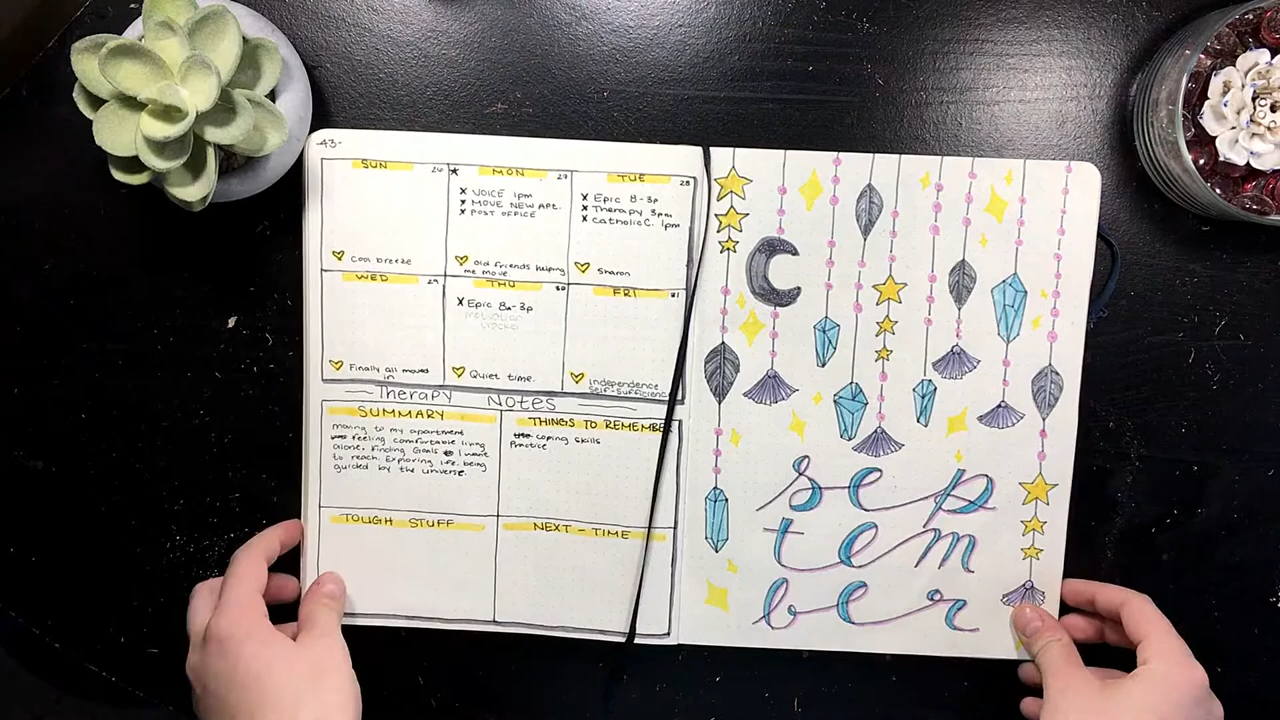 -43-
SUN 26
Cool breeze
MON 27
x VOICE 1pm
x MOVE NEW Apt.
x POST OFFICE
Old friends helping
me move
TUE 28
x Epic 8-3p
x Therapy 3pm
x Catholic C. 1pm
Sharon
WED 29
Finally all moved
in
THU 30
x Epic 8a-3p
motivation
tracker
Quiet time.
FRI 31
Independence
Self-Sufficience
Therapy Notes
SUMMARY
moving to my apartment
feeling comfortable living
alone. Finding Goals I want
to reach. Exploring life. being
guided by the universe.
THINGS TO REMEMBER
coping skills
Practice
TOUGH STUFF
NEXT - TIME
sep
tem
ber